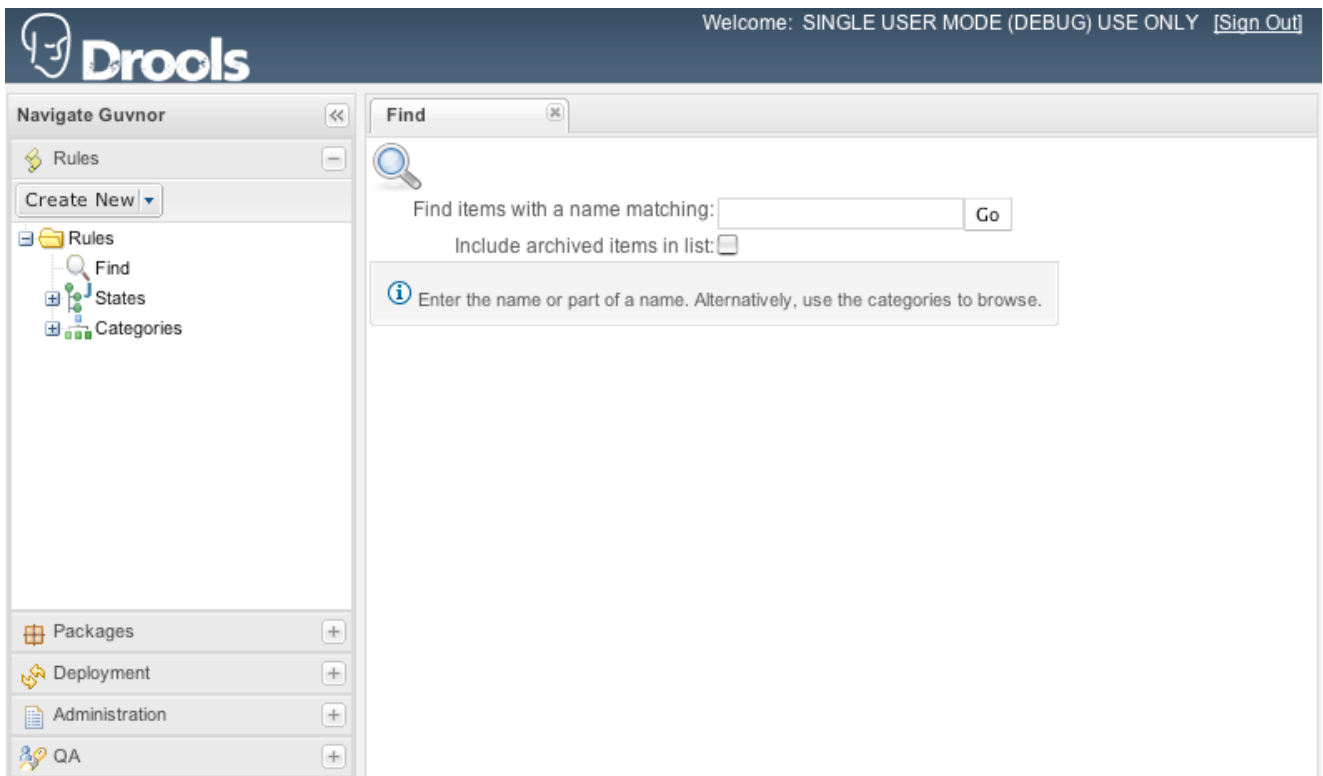 Welcome: SINGLE USER MODE (DEBUG) USE ONLY [Sign Out]
Drools
Navigate Guvnor
Rules
Create New
Rules
Find
States
Categories
Packages
Deployment
Administration
QA
Find
Find items with a name matching:
Go
Include archived items in list:
Enter the name or part of a name. Alternatively, use the categories to browse.